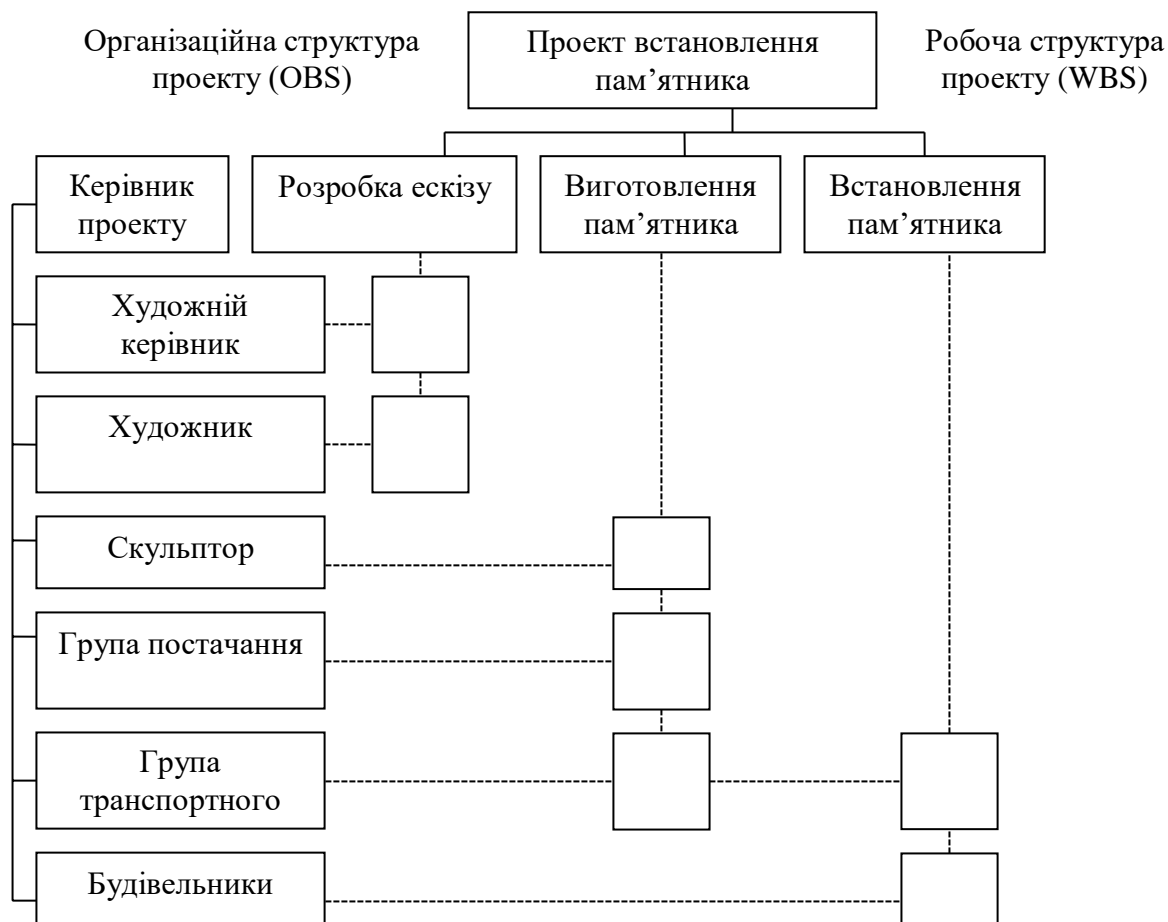 Організаційна структура
проекту (OBS)
Проект встановлення
пам’ятника
Робоча структура
проекту (WBS)
Керівник
проекту
Розробка ескізу
Виготовлення
пам’ятника
Встановлення
пам’ятника
Художній
керівник
Художник
Скульптор
Група постачання
Група
транспортного
Будівельники